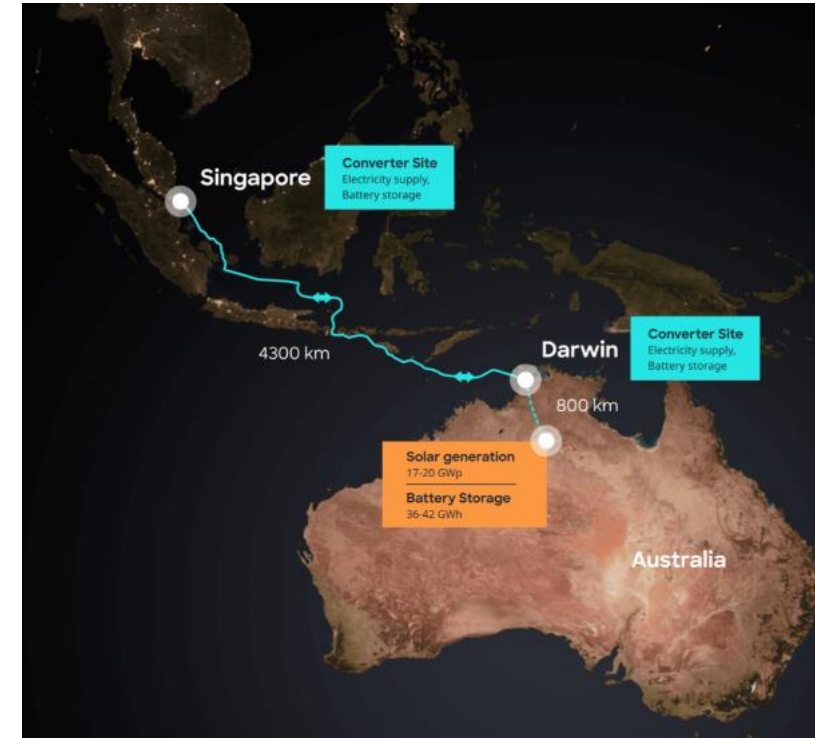 Singapore
Converter Site
Electricity supply,
Battery storage
4300 km
Darwin
Converter Site
Electricity supply,
Battery storage
800 km
Solar generation
17-20 GWp
Battery Storage
36-42 GWh
Australia